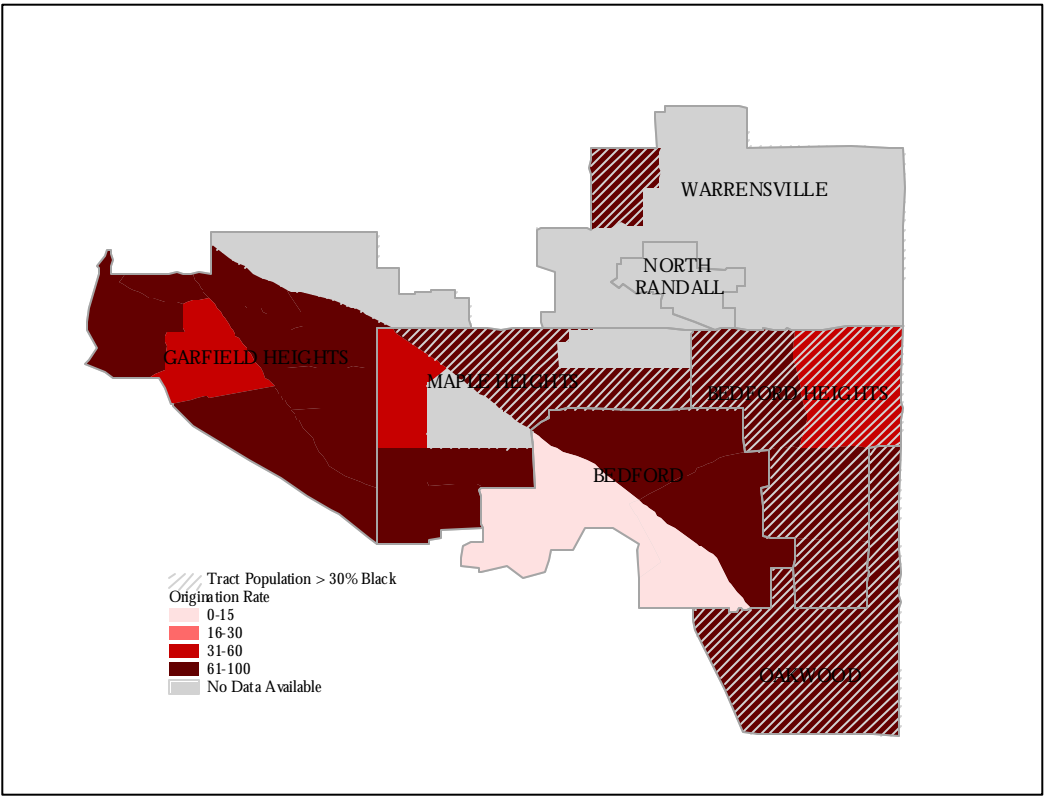 WARRENSVILLE
NORTH
RANDALL
GARFIELD HEIGHTS
MAPLE HEIGHTS
BEDFORD HEIGHTS
BEDFORD
OAKWOOD
Tract Population > 30% Black
Origination Rate
0-15
16-30
31-60
61-100
No Data Available